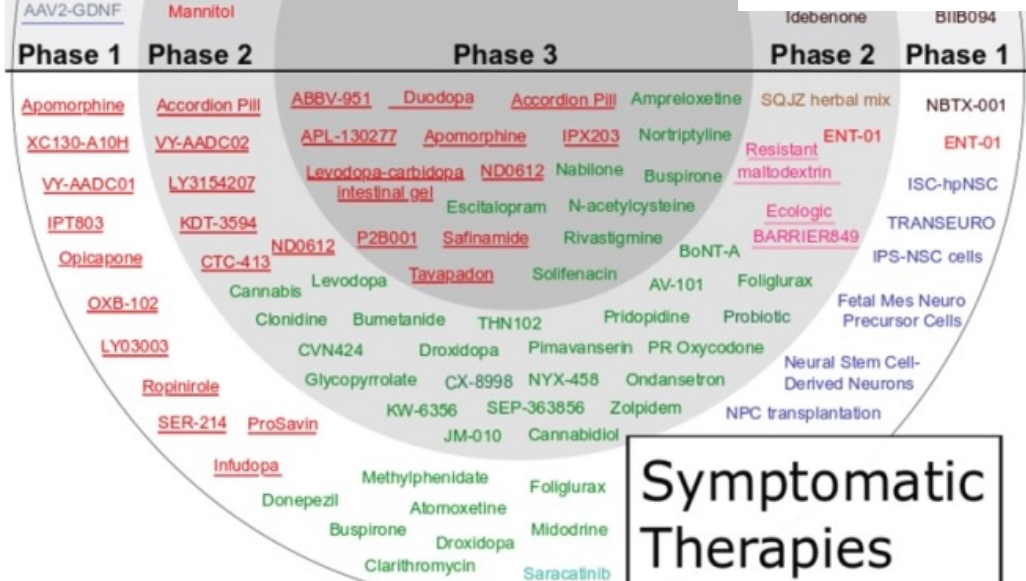 AAV2-GDNF
Mannitol
Idebenone
BIIB094
Phase 1
Phase 2
Phase 3
Phase 2
Phase 1
Apomorphine
Accordion Pill
ABBV-951
Duodopa
Accordion Pill
Ampreloxetine
SQJZ herbal mix
NBTX-001
XC130-A10H
VY-AADC02
APL-130277
Apomorphine
IPX203
Nortriptyline
Resistant
maltodextrin
ENT-01
ENT-01
VY-AADC01
LY3154207
Levodopa-carbidopa
intestinal gel
ND0612
Nabilone
Buspirone
ISC-hpNSC
IPT803
KDT-3594
Escitalopram
N-acetylcysteine
Ecologic
BARRIER849
TRANSEURO
Opicapone
CTC-413
ND0612
P2B001
Safinamide
Rivastigmine
BoNT-A
IPS-NSC cells
OXB-102
Cannabis
Levodopa
Tavapadon
Solifenacin
AV-101
Foliglurax
Fetal Mes Neuro
Precursor Cells
Clonidine
Bumetanide
THN102
Pridopidine
Probiotic
LY03003
CVN424
Droxidopa
Pimavanserin
PR Oxycodone
Neural Stem Cell-
Derived Neurons
Ropinirole
Glycopyrrolate
CX-8998
NYX-458
Ondansetron
SER-214
ProSavin
KW-6356
SEP-363856
Zolpidem
NPC transplantation
JM-010
Cannabidiol
Infudopa
Methylphenidate
Foliglurax
Donepezil
Atomoxetine
Buspirone
Midodrine
Droxidopa
Clarithromycin
Saracatinib
Symptomatic
Therapies